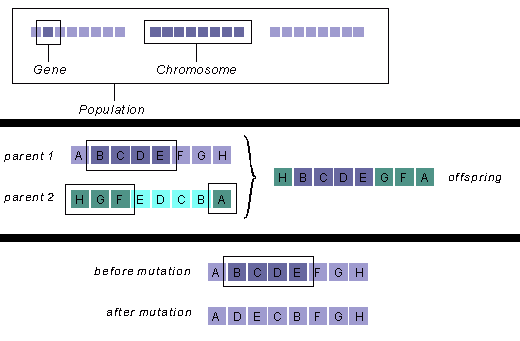 Gene
Chromosome
Population
parent 1 A B C D E F G H
parent 2 H G F E D C B A
H B C D E G F A offspring
before mutation A B C D E F G H
after mutation A D E C B F G H